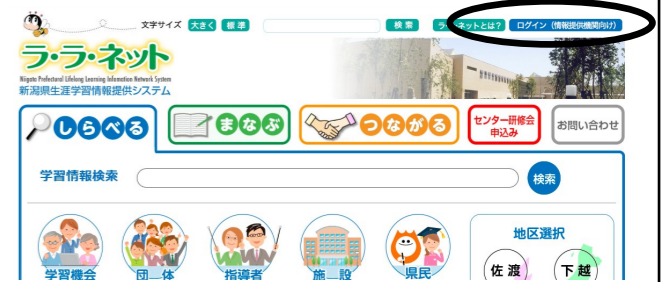 文字サイズ 大きく 標準 検索 ラ・ラ・ネットとは? ログイン(情報提供機関向け)
ラ・ラ・ネット
Niigata Prefectural Lifelong Learning Infomation Network System
新潟県生涯学習情報提供システム
しらべる まなぶ つながる センター研修会 お問い合わせ
申込み
学習情報検索 検索
地区選択
佐渡 下越
学習機会 団体 指導者 施設 県民